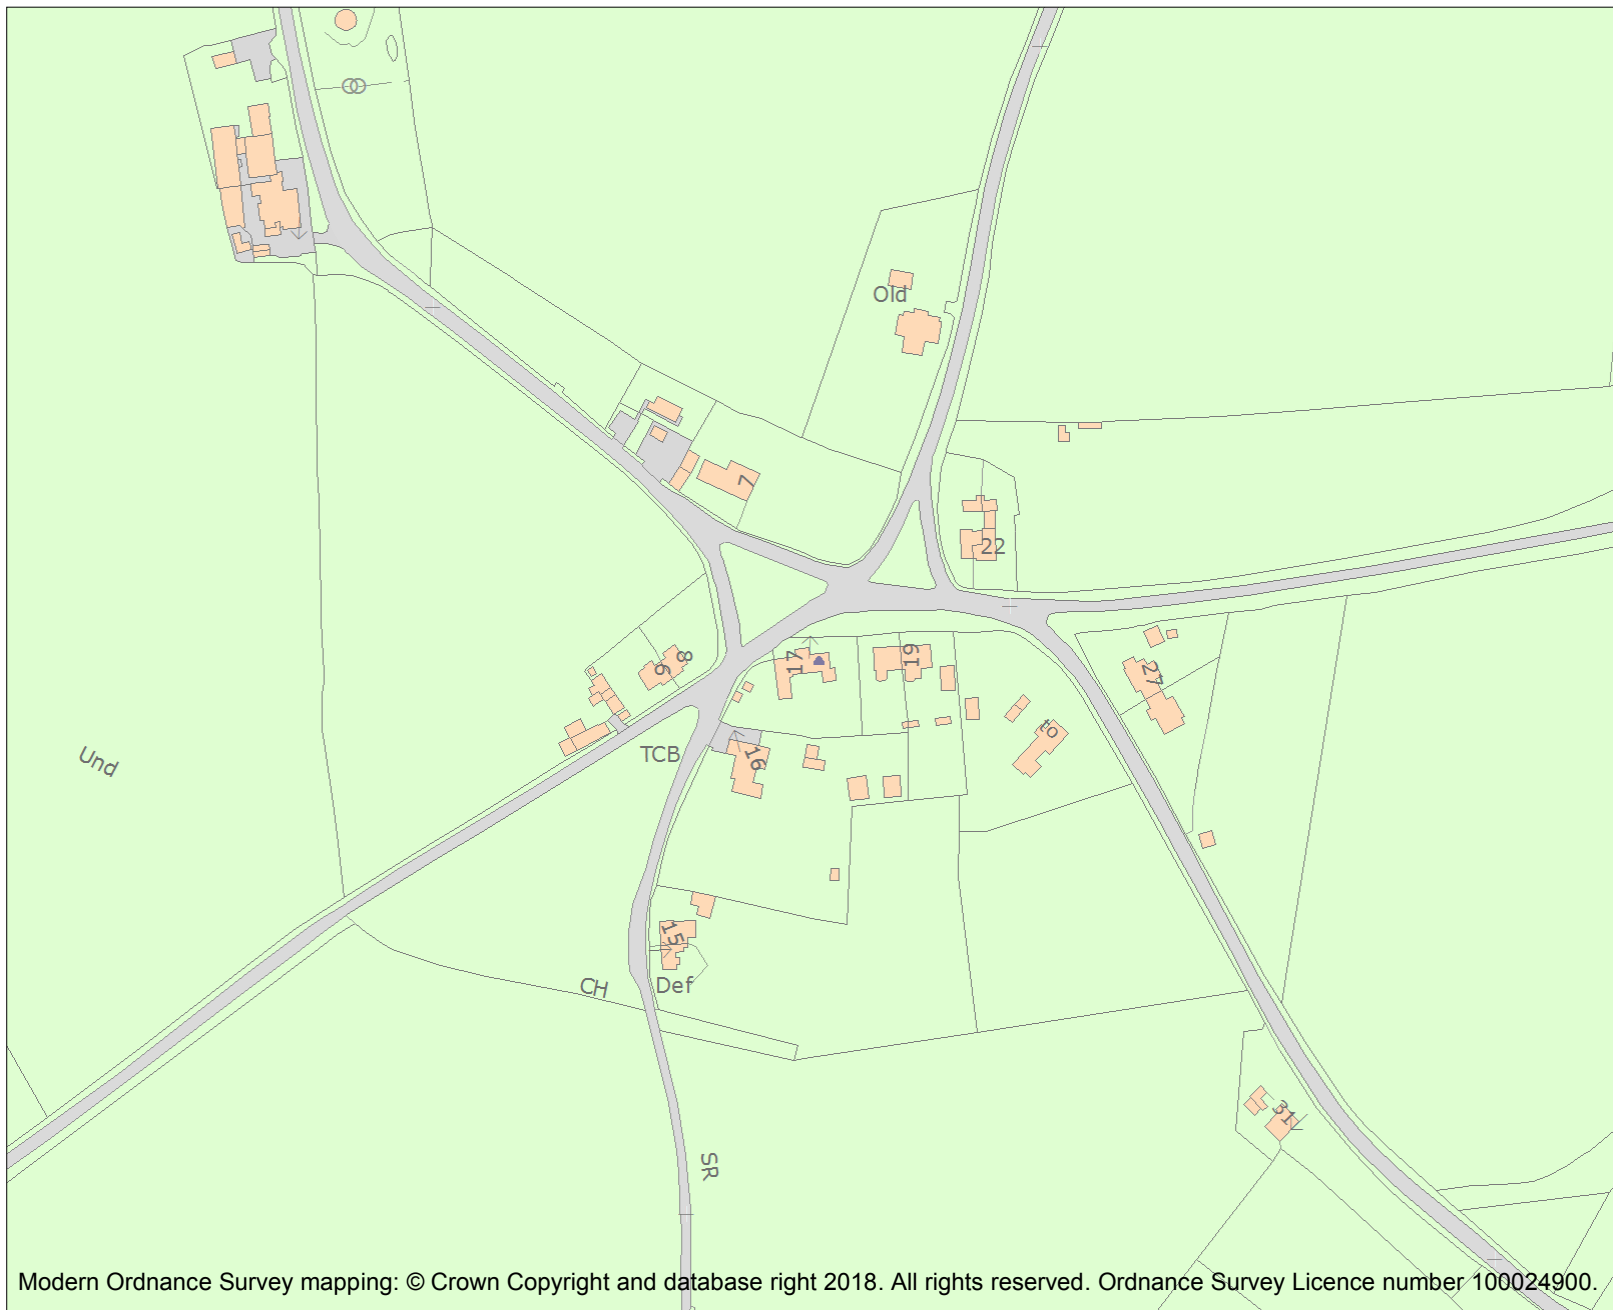 Old
7
22
17
19
8
9
27
to
TCB
16
Und
15
CH
Def
31
SR
Modern Ordnance Survey mapping: © Crown Copyright and database right 2018. All rights reserved. Ordnance Survey Licence number 100024900.